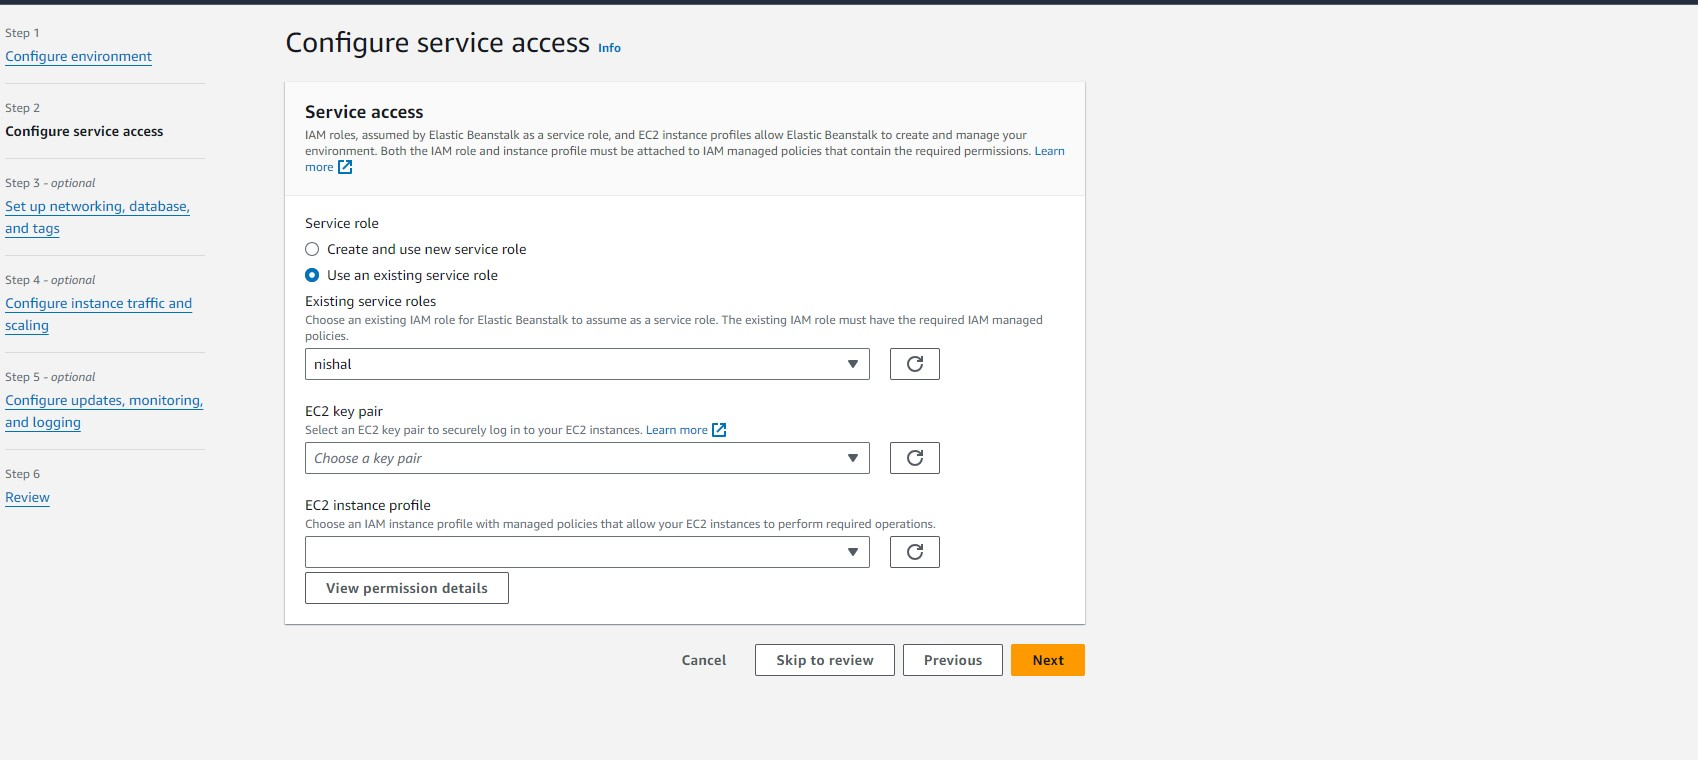 Step 1
Configure environment
Step 2
Configure service access
Step 3 - optional
Set up networking, database,
and tags
Step 4 - optional
Configure instance traffic and
scaling
Step 5 - optional
Configure updates, monitoring,
and logging
Step 6
Review
Configure service access Info
Service access
IAM roles, assumed by Elastic Beanstalk as a service role, and EC2 instance profiles allow Elastic Beanstalk to create and manage your
environment. Both the IAM role and instance profile must be attached to IAM managed policies that contain the required permissions. Learn
more
Service role
Create and use new service role
Use an existing service role
Existing service roles
Choose an existing IAM role for Elastic Beanstalk to assume as a service role. The existing IAM role must have the required IAM managed
policies.
nishal
EC2 key pair
Select an EC2 key pair to securely log in to your EC2 instances. Learn more
Choose a key pair
EC2 instance profile
Choose an IAM instance profile with managed policies that allow your EC2 instances to perform required operations.
View permission details
Cancel Skip to review Previous Next